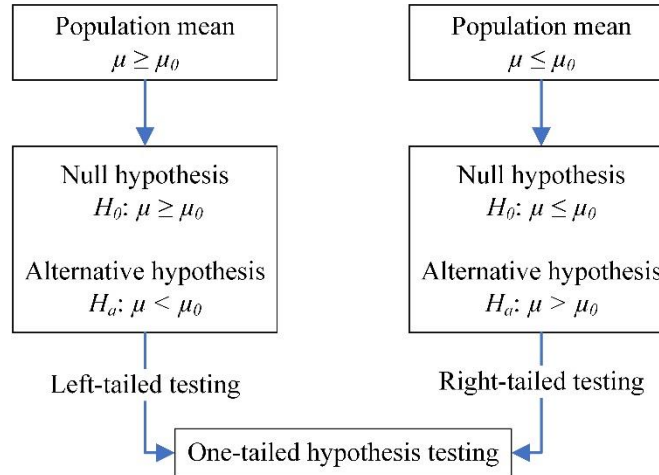 Population mean
μ ≥ μ₀
Null hypothesis
H₀: μ ≥ μ₀
Alternative hypothesis
Hₐ: μ < μ₀
Left-tailed testing
Population mean
μ ≤ μ₀
Null hypothesis
H₀: μ ≤ μ₀
Alternative hypothesis
Hₐ: μ > μ₀
Right-tailed testing
One-tailed hypothesis testing